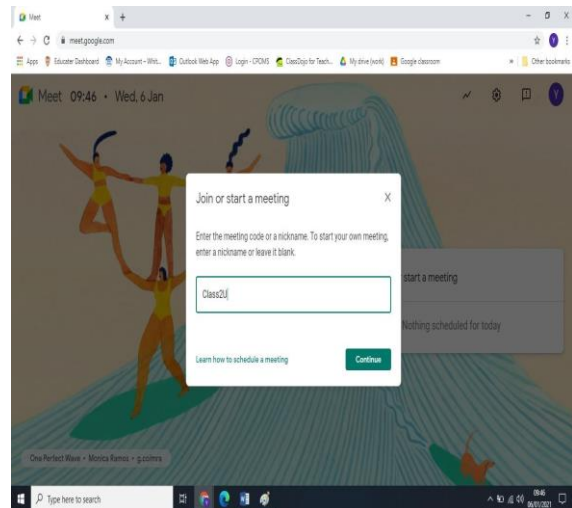 Meet
meet.google.com
Apps Educater Dashboard My Account – Whit... Outlook Web App Login - CPOMS ClassDojo for Teach... My drive (work) Google classroom » Other bookmarks
Meet 09:46 • Wed, 6 Jan
Y
Join or start a meeting X
Enter the meeting code or a nickname. To start your own meeting,
enter a nickname or leave it blank.
start a meeting
Class2U
Nothing scheduled for today
Learn how to schedule a meeting Continue
One Perfect Wave • Monica Ramos •
Type here to search
09:46
06/01/2021